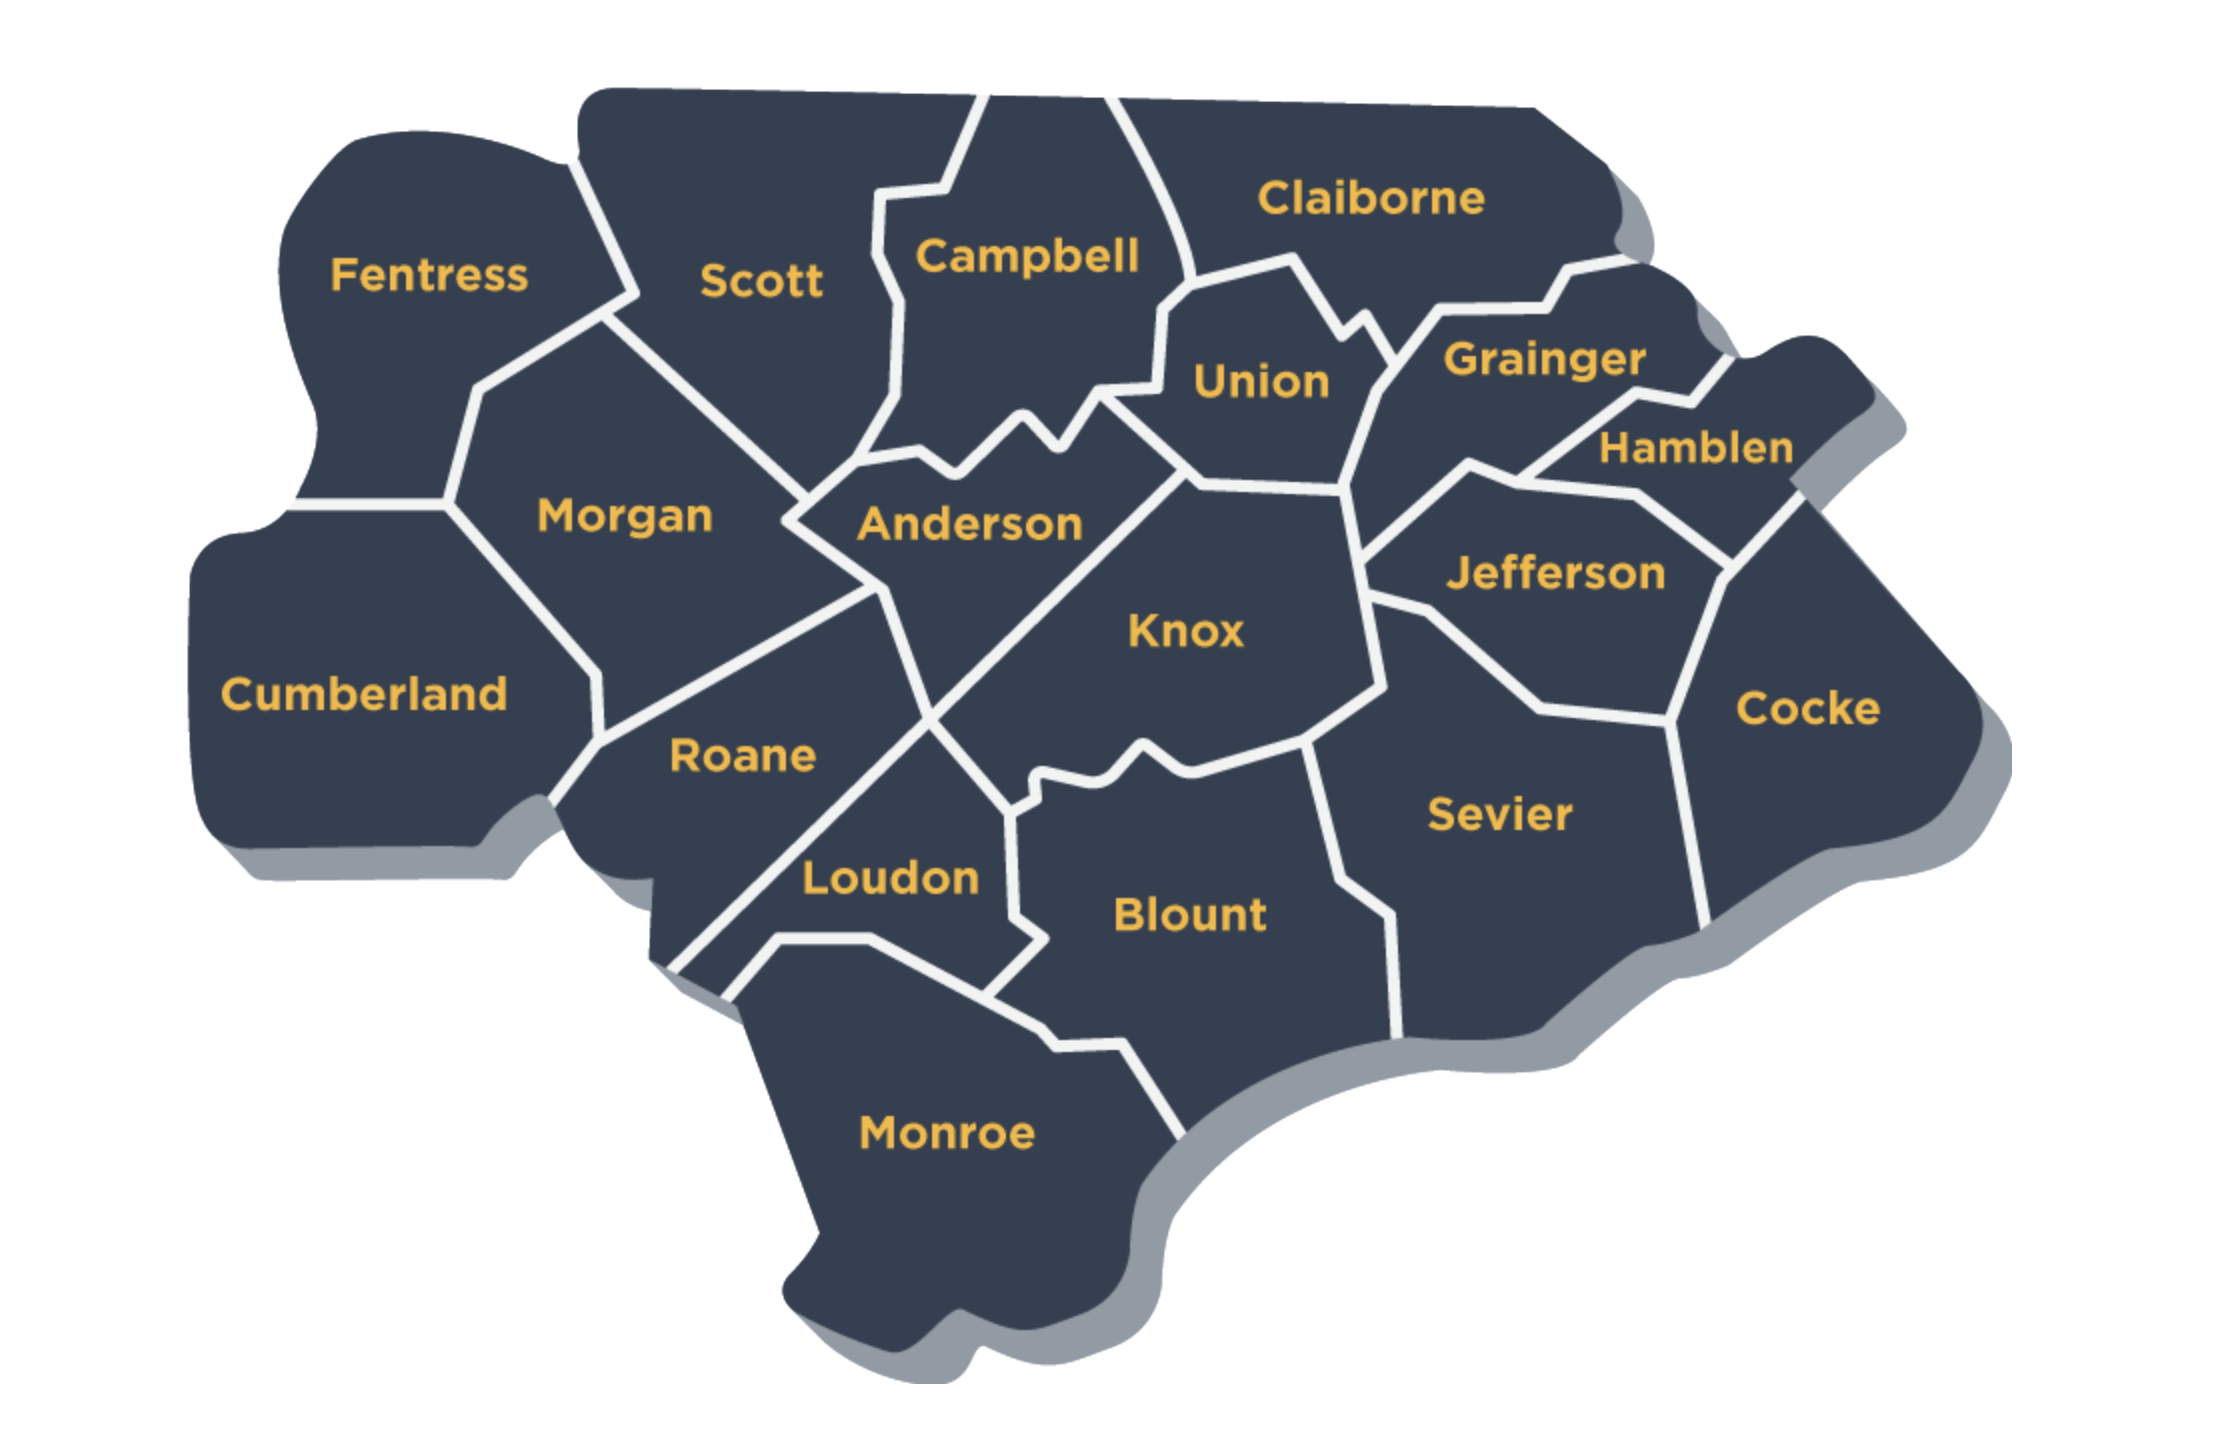 Claiborne
Campbell
Fentress
Scott
Grainger
Union
Hamblen
Morgan
Anderson
Jefferson
Knox
Cumberland
Cocke
Roane
Sevier
Loudon
Blount
Monroe